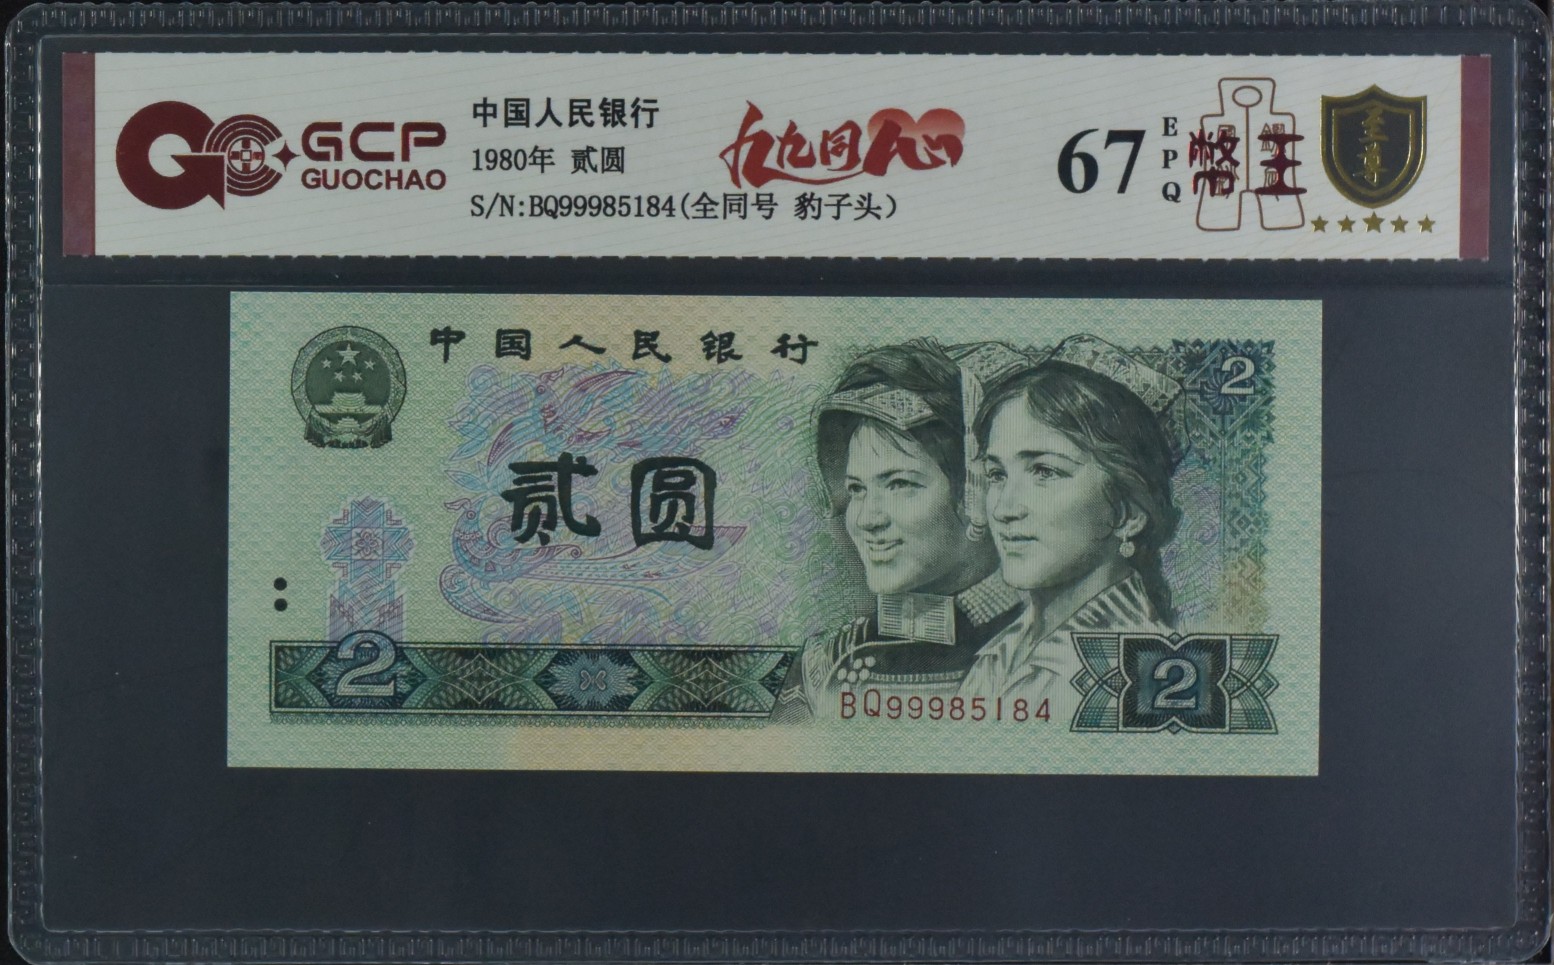 GCP
GUOCHAO
中国人民银行
1980年 贰圆
S/N:BQ99985184(全同号 豹子头)
九九同心
67
EPQ
至尊
中国人民银行
2
贰圆
2
BQ99985184
2